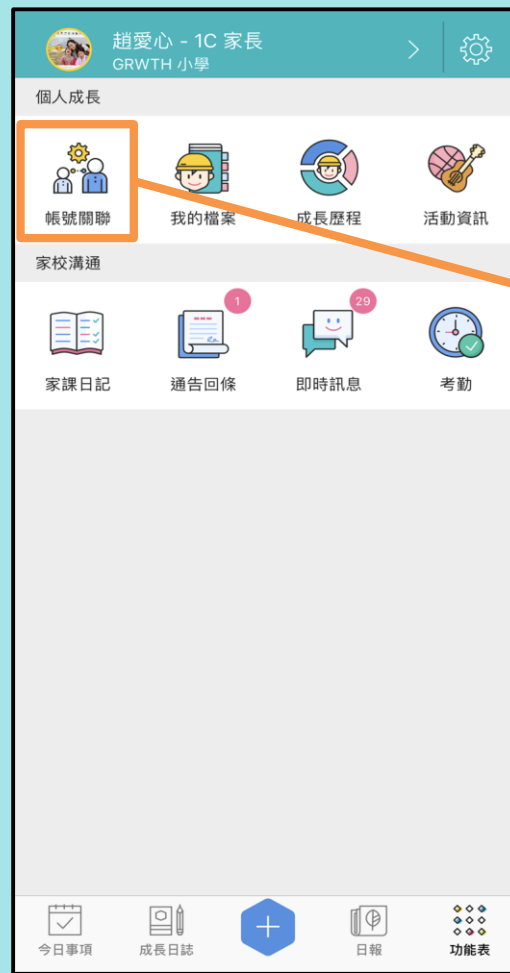 趙愛心 - 1C 家長
GRWTH 小學
個人成長
帳號關聯 我的檔案 成長歷程 活動資訊
家校溝通
1 29
家課日記 通告回條 即時訊息 考勤
今日事項 成長日誌 日報 功能表